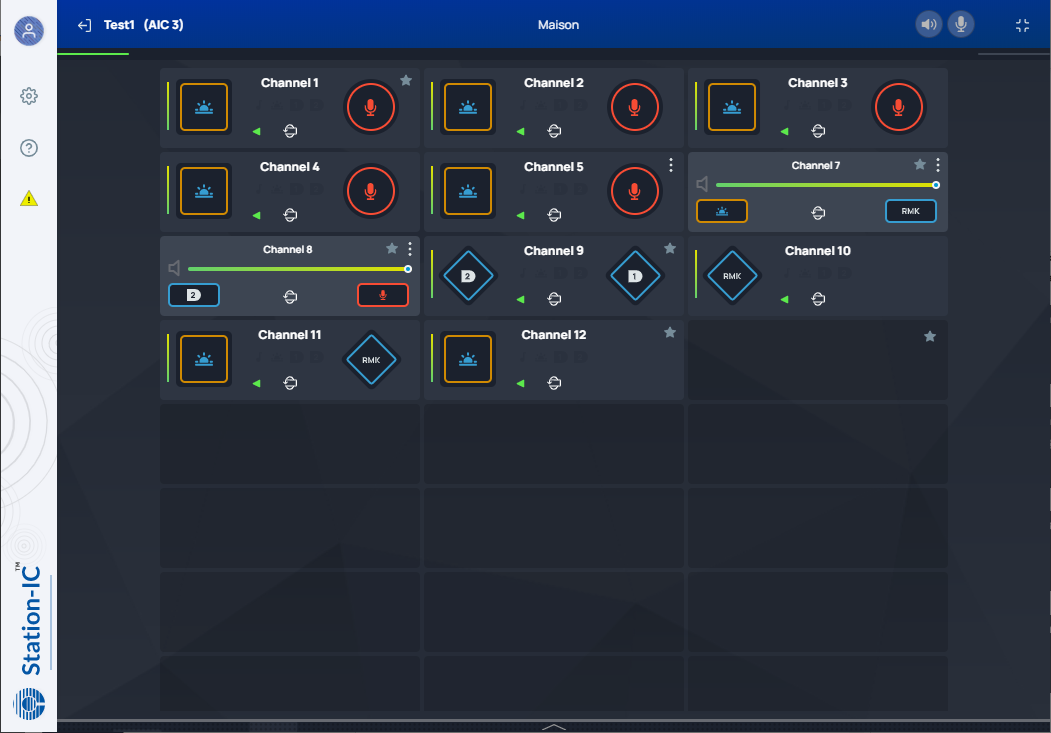 Test1 (AIC 3)
Maison
Channel 1
Channel 2
Channel 3
Channel 4
Channel 5
Channel 7
RMK
Channel 8
2
Channel 9
2
1
Channel 10
RMK
Channel 11
RMK
Channel 12
Station-IC™